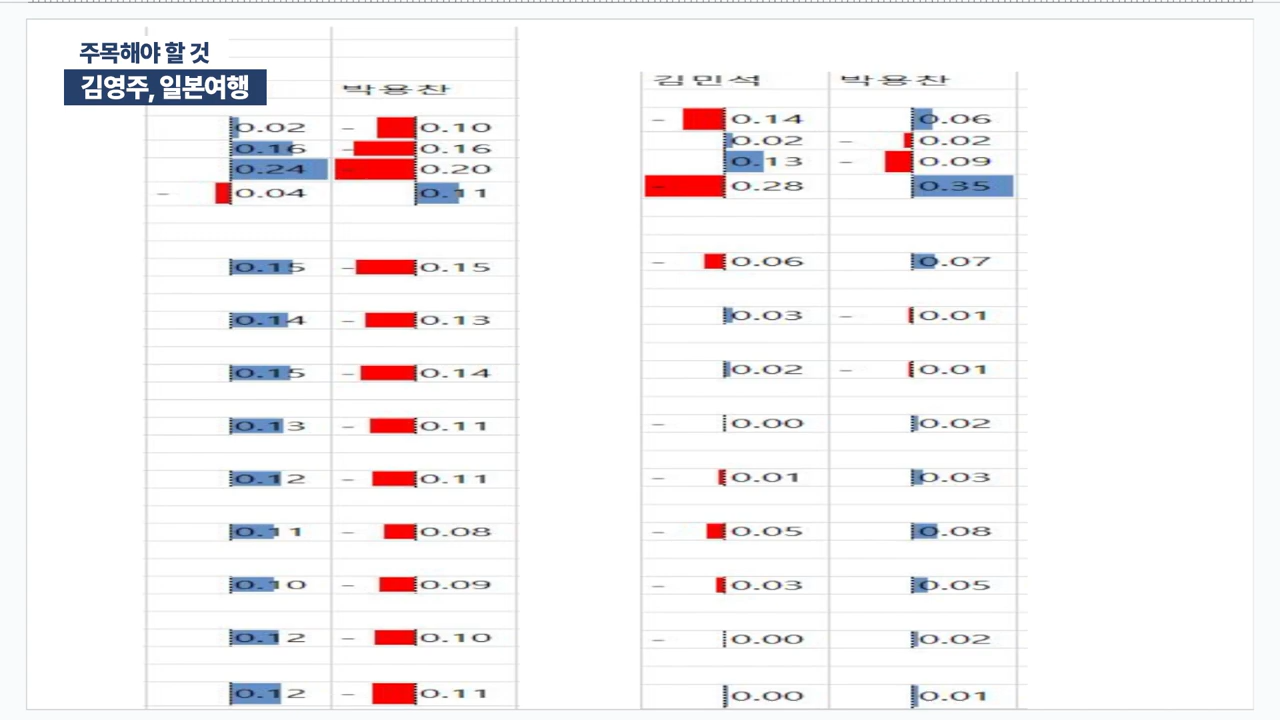 주목해야 할 것
김영주, 일본여행
박용찬
0.02 - 0.10
0.16 - 0.16
0.24 - 0.20
- 0.04 0.11
0.15 - 0.15
0.14 - 0.13
0.15 - 0.14
0.13 - 0.11
0.12 - 0.11
0.11 - 0.08
0.10 - 0.09
0.12 - 0.10
0.12 - 0.11
김민석 박용찬
- 0.14 0.06
0.02 - 0.02
0.13 - 0.09
- 0.28 0.35
- 0.06 0.07
0.03 - 0.01
0.02 - 0.01
- 0.00 0.02
- 0.01 0.03
- 0.05 0.08
- 0.03 0.05
- 0.00 0.02
0.00 0.01